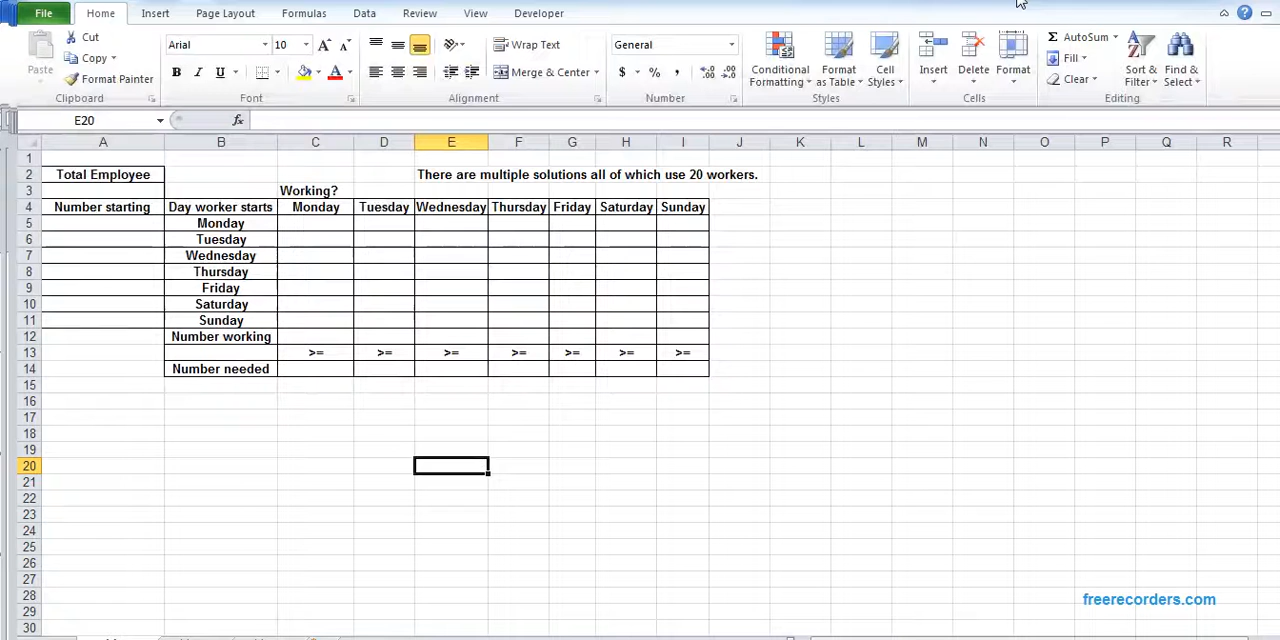 File Home Insert Page Layout Formulas Data Review View Developer
Cut
Copy
Format Painter
Paste
Clipboard
Arial 10
B I U
Font
Wrap Text
Merge & Center
Alignment
General
$ % ,
Number
Conditional Formatting
Format as Table
Cell Styles
Styles
Insert Delete Format
Cells
Σ AutoSum
Fill
Clear
Sort & Filter
Find & Select
Editing
E20 fx
A B C D E F G H I J K L M N O P Q R
1
2 Total Employee There are multiple solutions all of which use 20 workers.
3 Working?
4 Number starting Day worker starts Monday Tuesday Wednesday Thursday Friday Saturday Sunday
5 Monday
6 Tuesday
7 Wednesday
8 Thursday
9 Friday
10 Saturday
11 Sunday
12 Number working
13 >= >= >= >= >= >= >=
14 Number needed
15
16
17
18
19
20
21
22
23
24
25
26
27
28
29
30
freerecorders.com